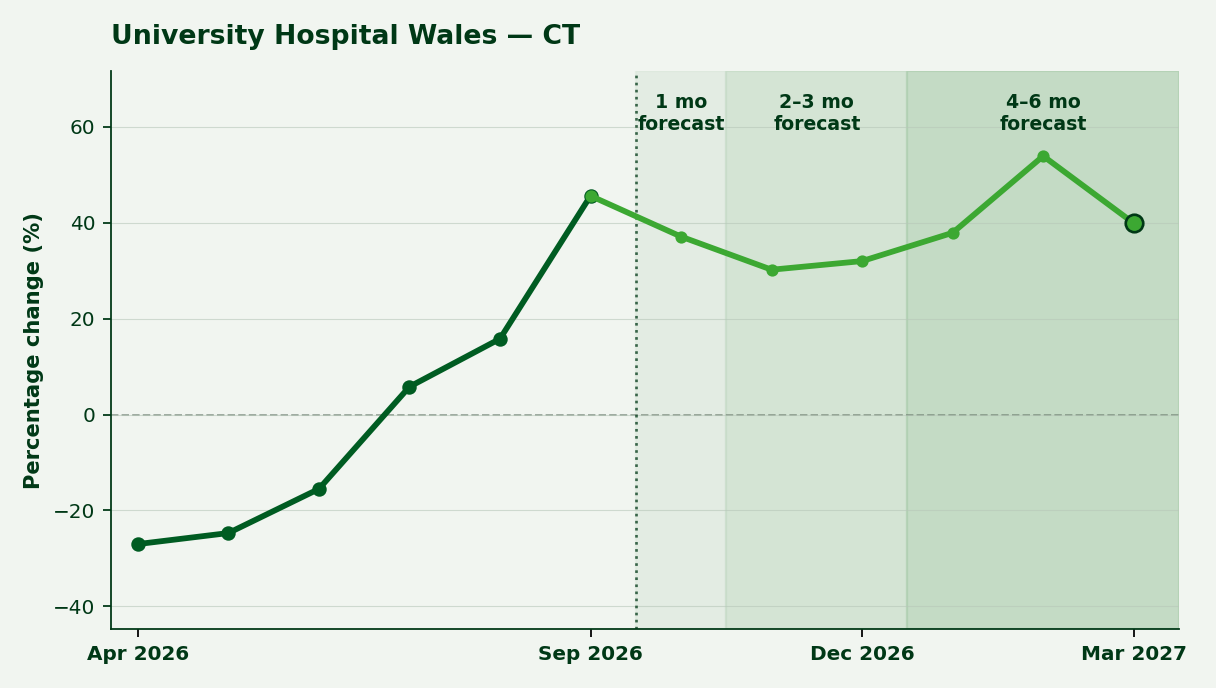 University Hospital Wales — CT
1 mo
forecast
2–3 mo
forecast
4–6 mo
forecast
Percentage change (%)
60
40
20
0
−20
−40
Apr 2026
Sep 2026
Dec 2026
Mar 2027